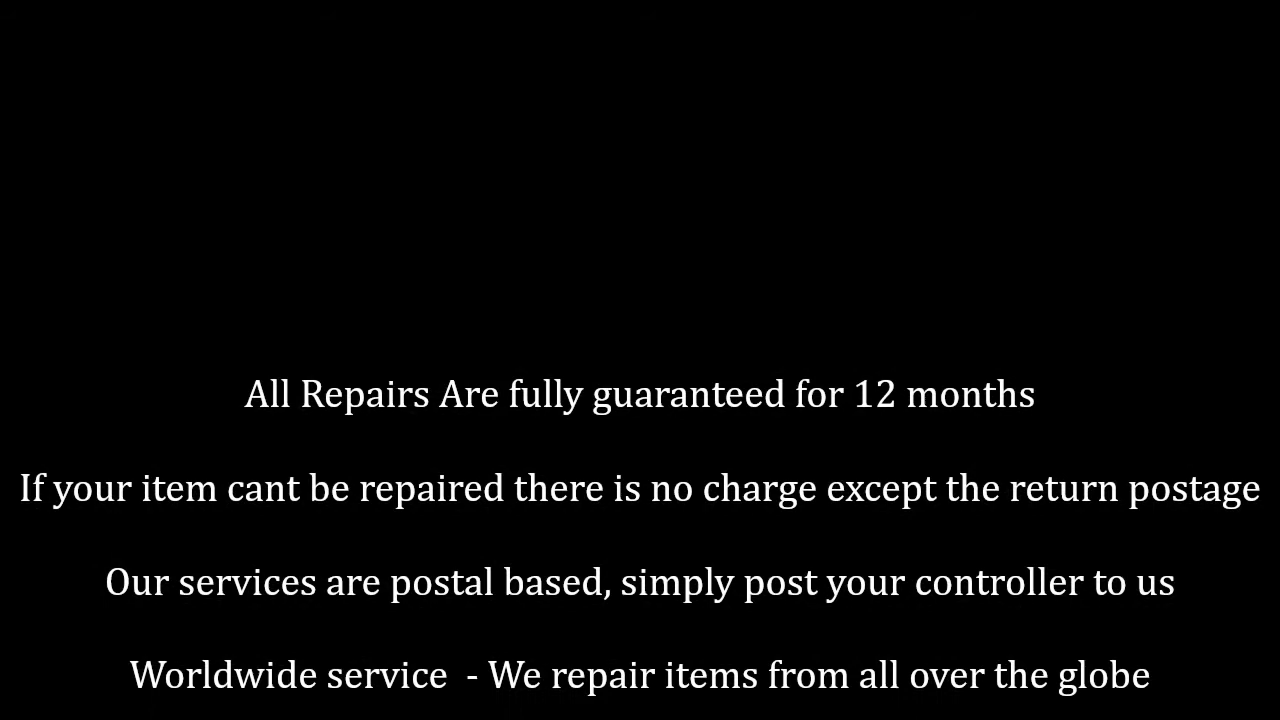 All Repairs Are fully guaranteed for 12 months
If your item cant be repaired there is no charge except the return postage
Our services are postal based, simply post your controller to us
Worldwide service  - We repair items from all over the globe